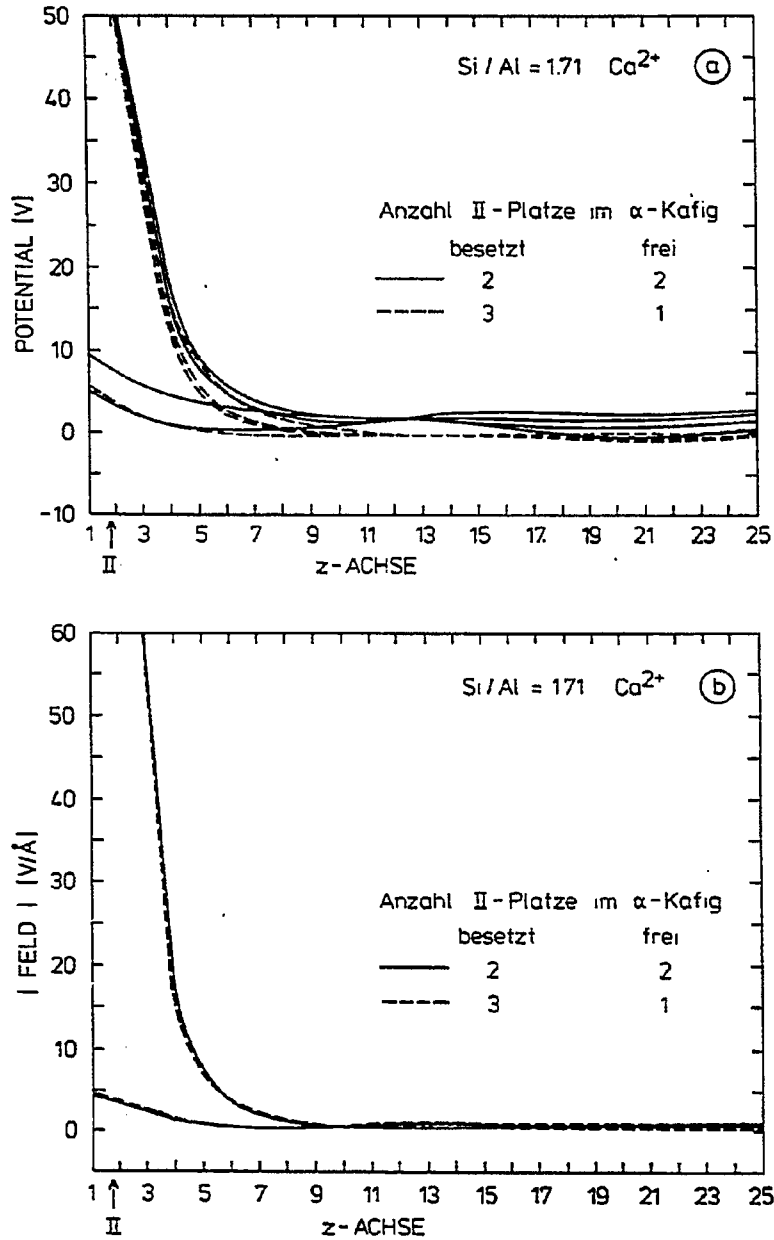 50
40
30
20
10
0
-10
POTENTIAL [V]
Si / Al = 1.71 Ca²⁺ ⓐ
Anzahl II-Platze im α-Kafig
besetzt frei
2 2
3 1
1 3 5 7 9 11 13 15 17. 19 21 23 25
II
z-ACHSE
60
50
40
30
20
10
0
| FELD | [V/Å]
Sı / Al = 171 Ca²⁺ ⓑ
Anzahl II-Platze ım α-Kafig
besetzt freı
2 2
3 1
1 3 5 7 9 11 13 15 17 19 21 23 25
II
z-ACHSE